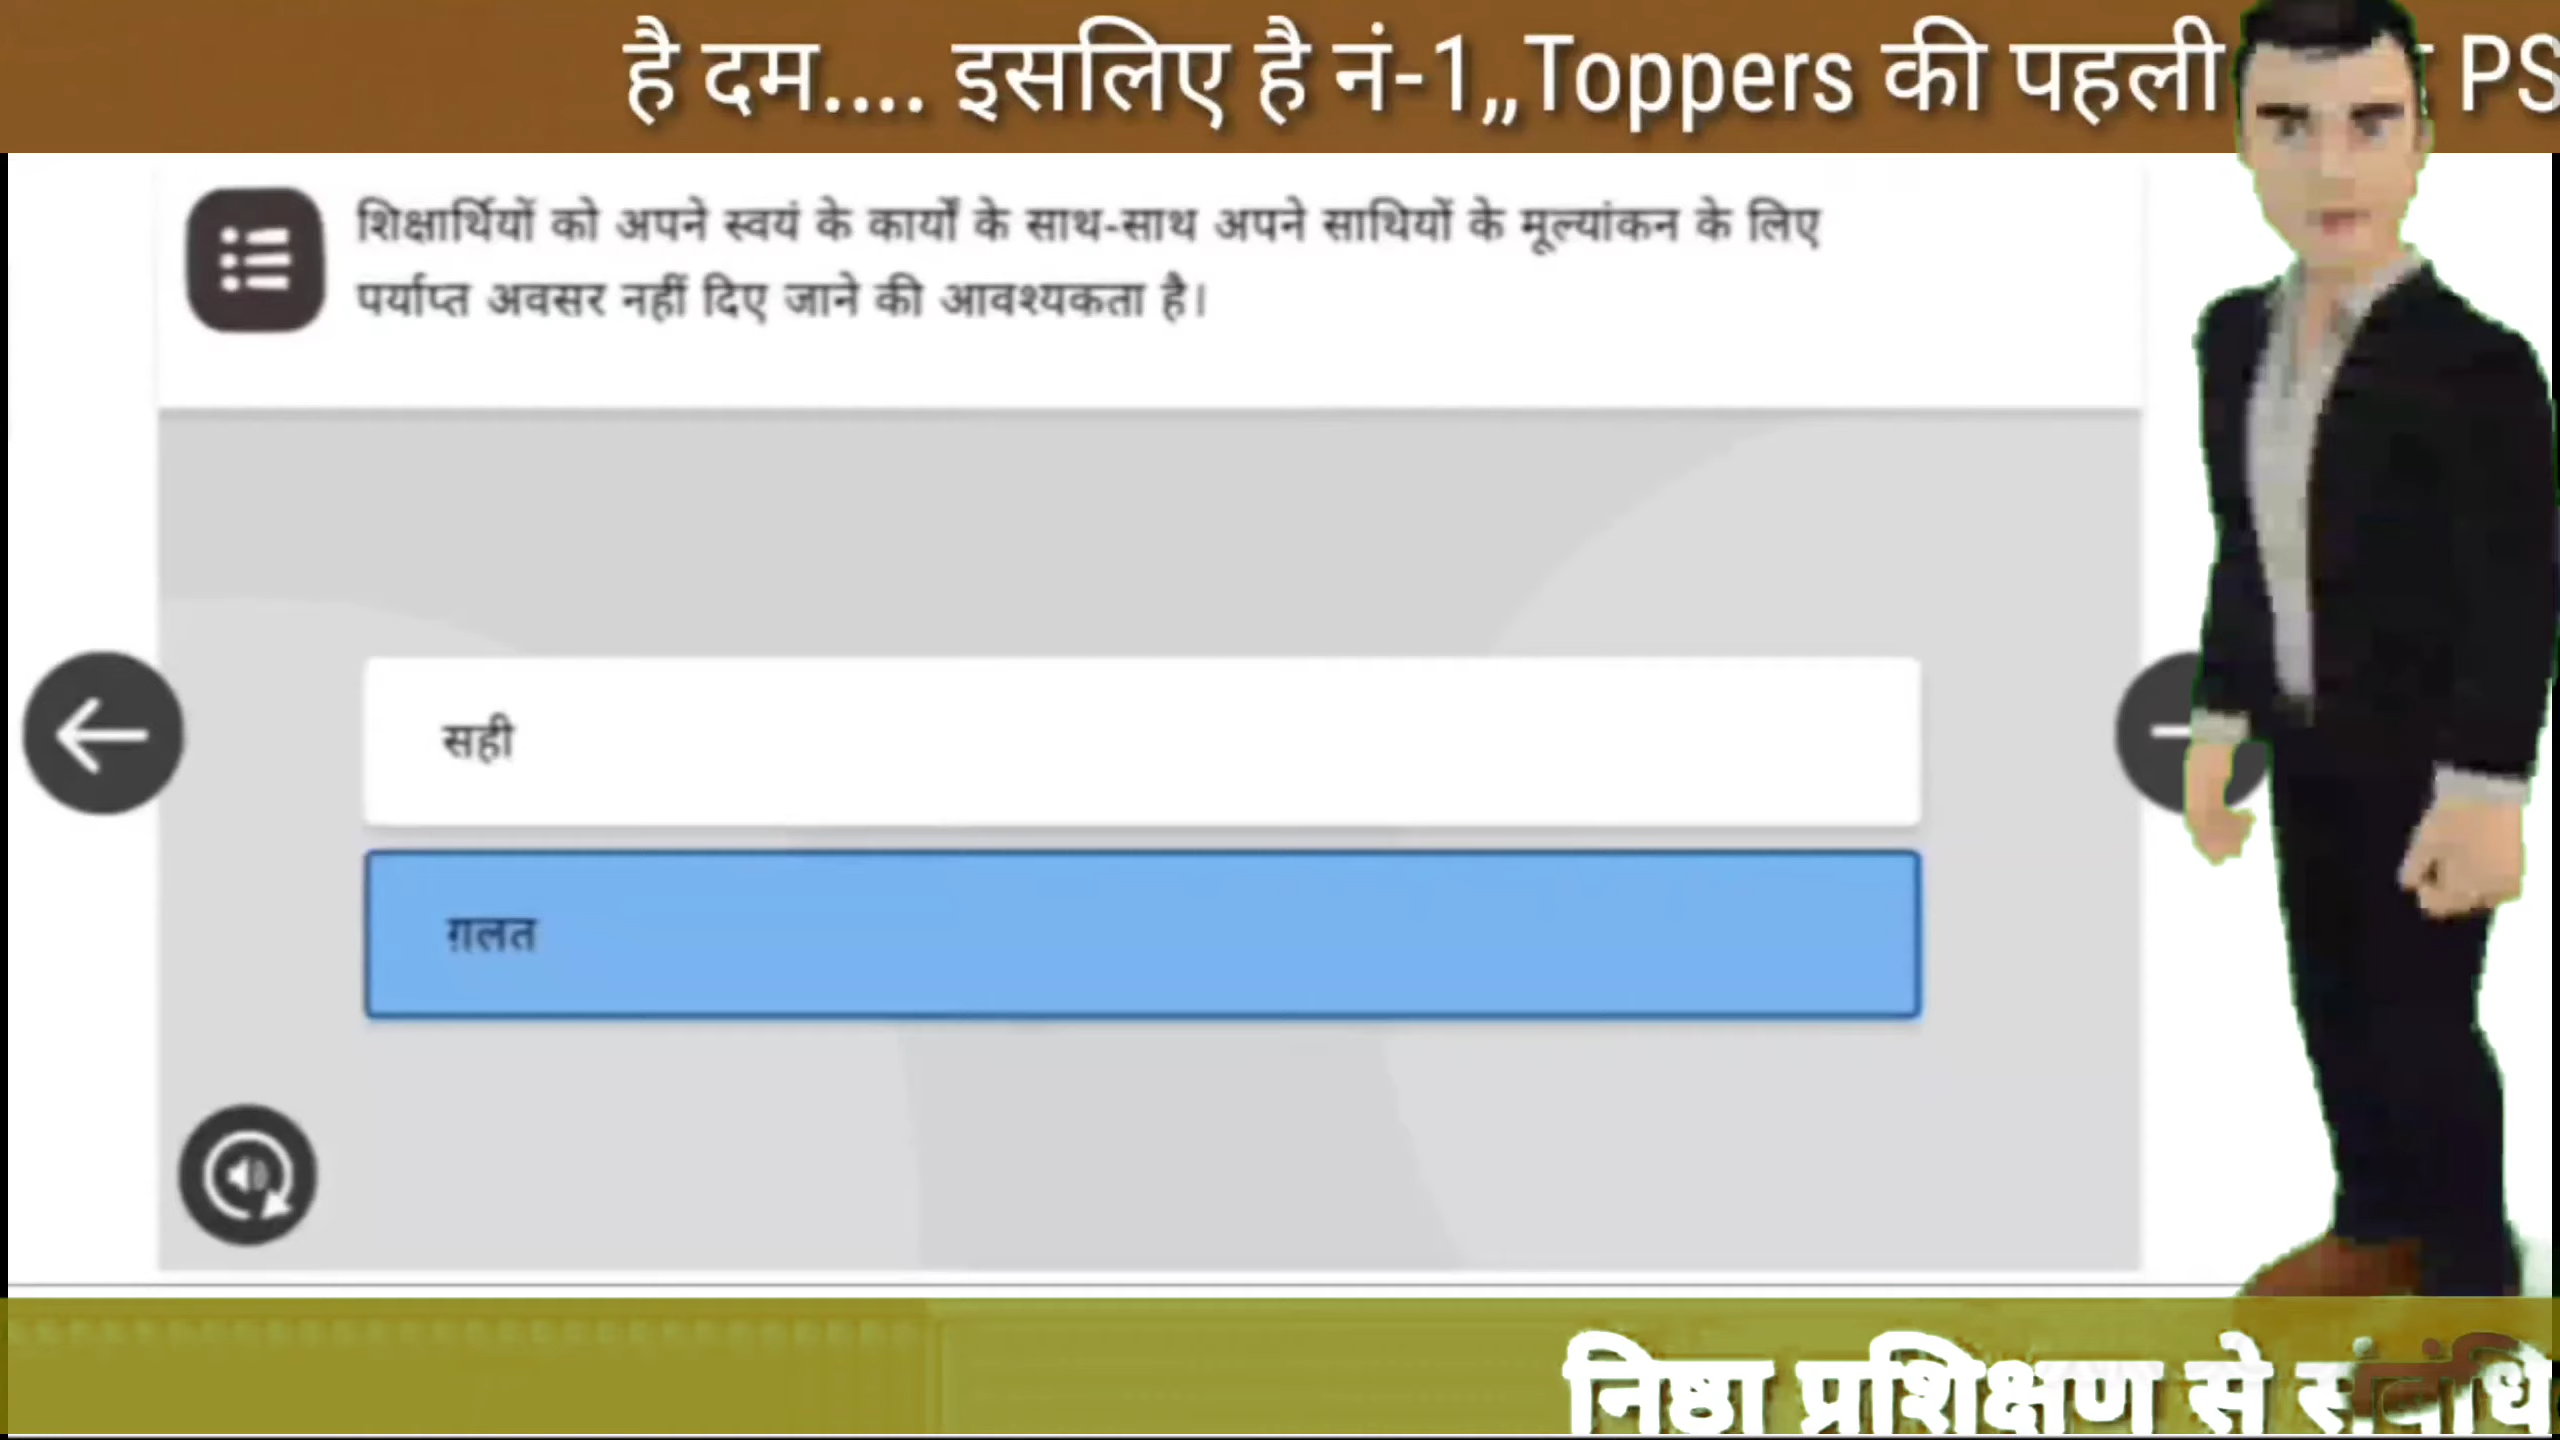 है दम.... इसलिए है नं-1,,Toppers की पहली PS
शिक्षार्थियों को अपने स्वयं के कार्यों के साथ-साथ अपने साथियों के मूल्यांकन के लिए
पर्याप्त अवसर नहीं दिए जाने की आवश्यकता है।
सही
ग़लत
निष्ठा प्रशिक्षण से